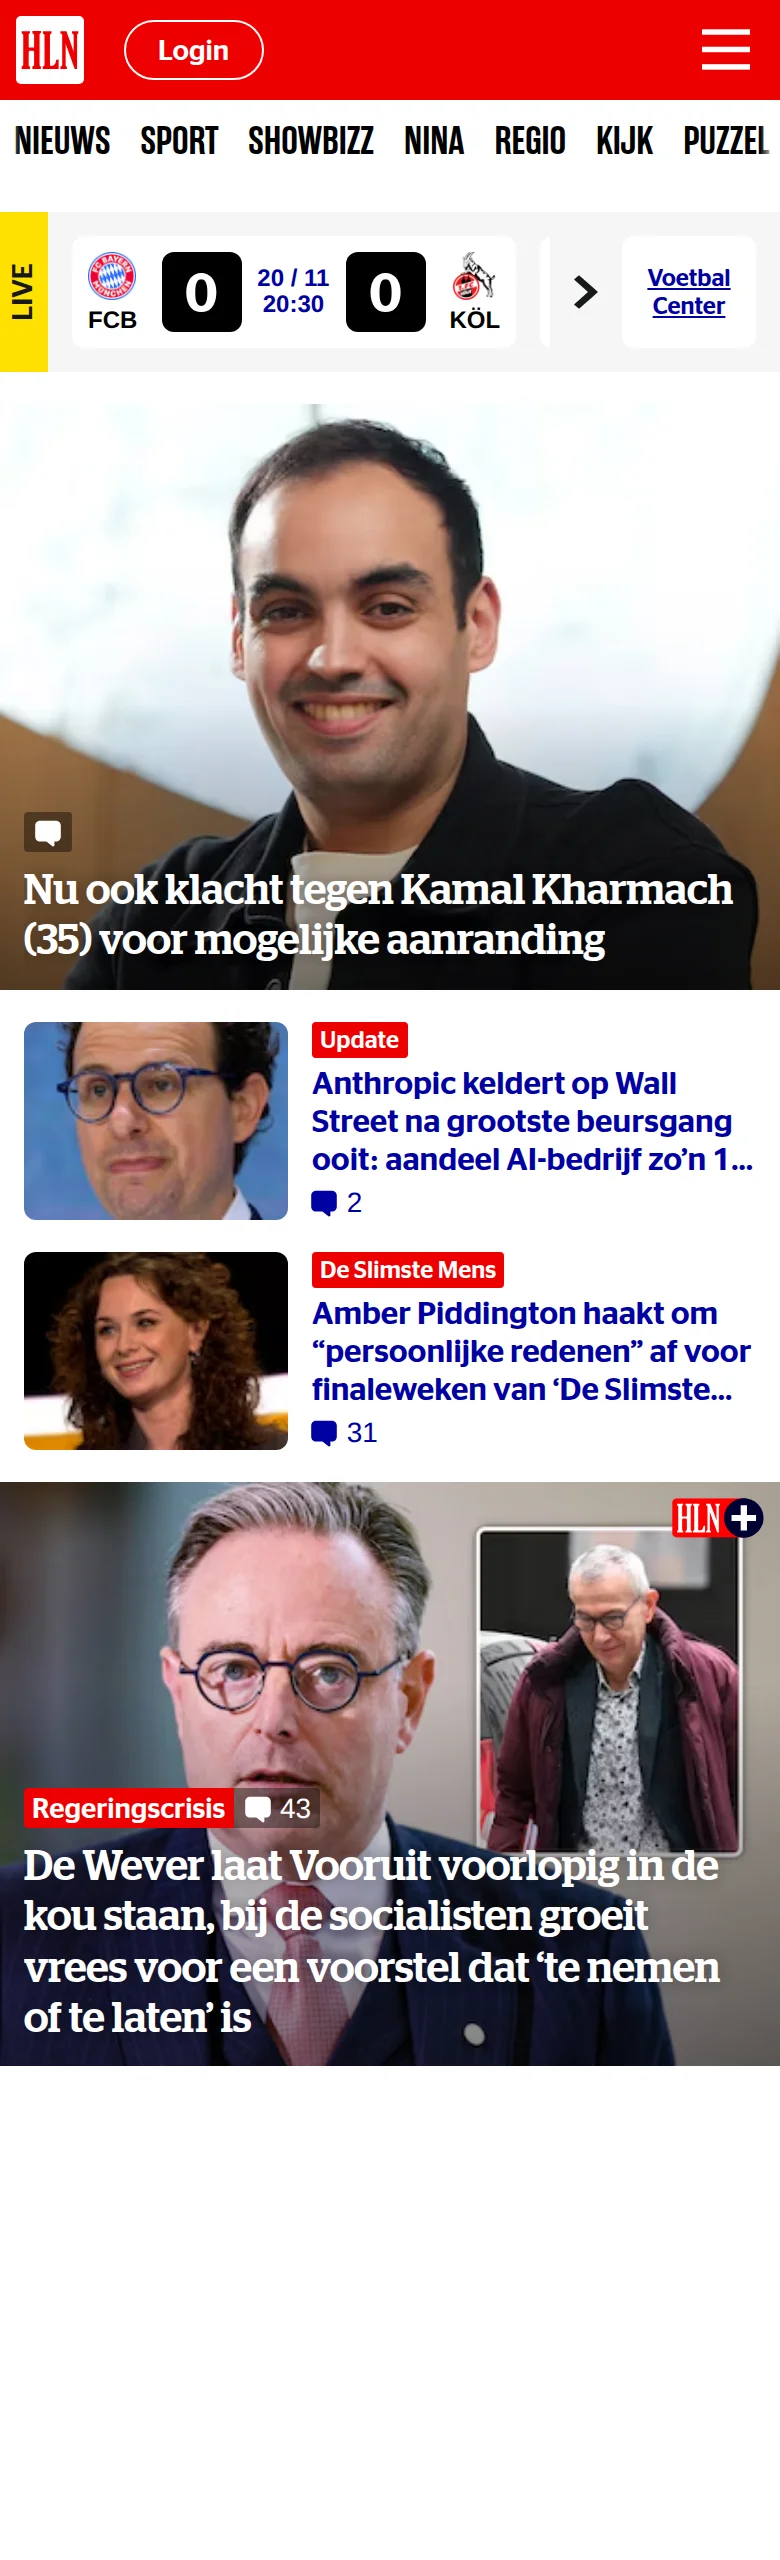 HLN
Login
NIEUWS SPORT SHOWBIZZ NINA REGIO KIJK PUZZEL
LIVE
FC BAYERN
MÜNCHEN
FCB
0
20 / 11
20:30
0
KÖL
Voetbal
Center
Nu ook klacht tegen Kamal Kharmach
(35) voor mogelijke aanranding
Update
Anthropic keldert op Wall
Street na grootste beursgang
ooit: aandeel AI-bedrijf zo’n 1...
2
De Slimste Mens
Amber Piddington haakt om
“persoonlijke redenen” af voor
finaleweken van ‘De Slimste...
31
HLN+
Regeringscrisis
43
De Wever laat Vooruit voorlopig in de
kou staan, bij de socialisten groeit
vrees voor een voorstel dat ‘te nemen
of te laten’ is